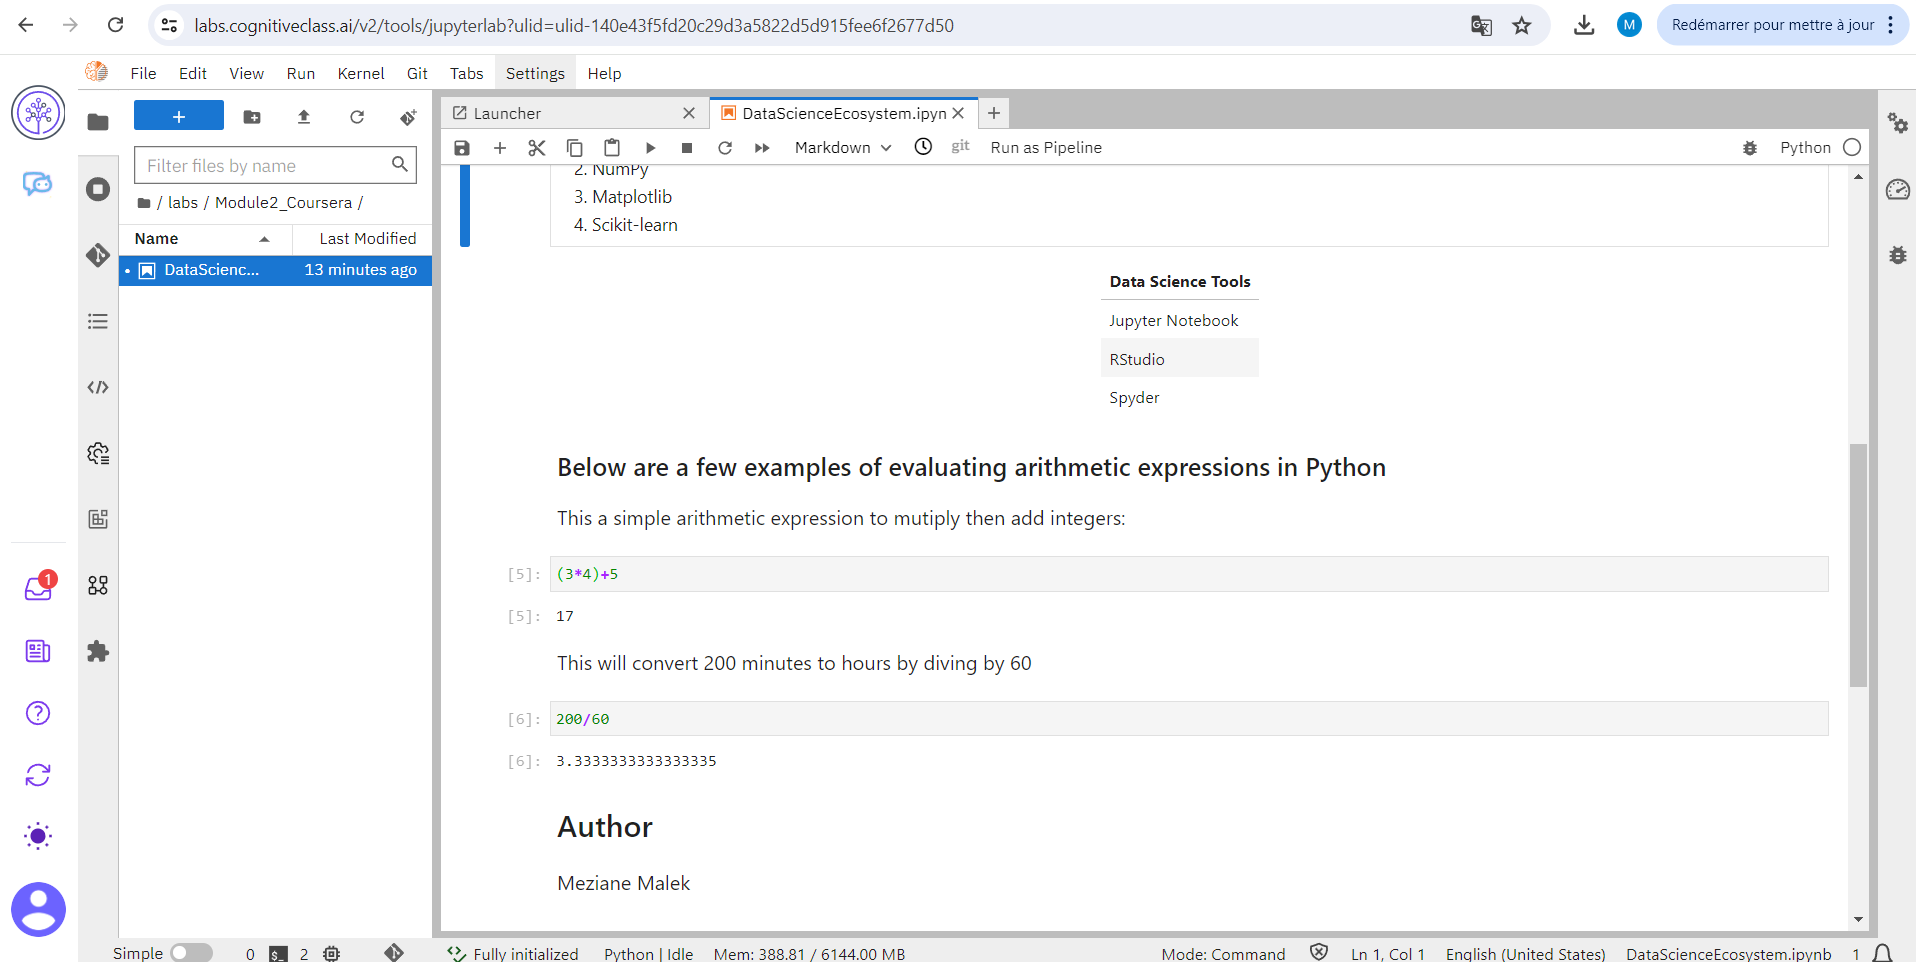 labs.cognitiveclass.ai/v2/tools/jupyterlab?ulid=ulid-140e43f5fd20c29d3a5822d5d915fee6f2677d50
M
Redémarrer pour mettre à jour
File Edit View Run Kernel Git Tabs Settings Help
Launcher
DataScienceEcosystem.ipyn
Filter files by name
Markdown
git
Run as Pipeline
Python
/ labs / Module2_Coursera /
Name
Last Modified
DataScienc...
13 minutes ago
2. NumPy
3. Matplotlib
4. Scikit-learn
Data Science Tools
Jupyter Notebook
RStudio
Spyder
Below are a few examples of evaluating arithmetic expressions in Python
This a simple arithmetic expression to mutiply then add integers:
[5]: (3*4)+5
[5]: 17
This will convert 200 minutes to hours by diving by 60
[6]: 200/60
[6]: 3.3333333333333335
Author
Meziane Malek
1
Simple
0
2
Fully initialized
Python | Idle
Mem: 388.81 / 6144.00 MB
Mode: Command
Ln 1, Col 1
English (United States)
DataScienceEcosystem.ipynb
1